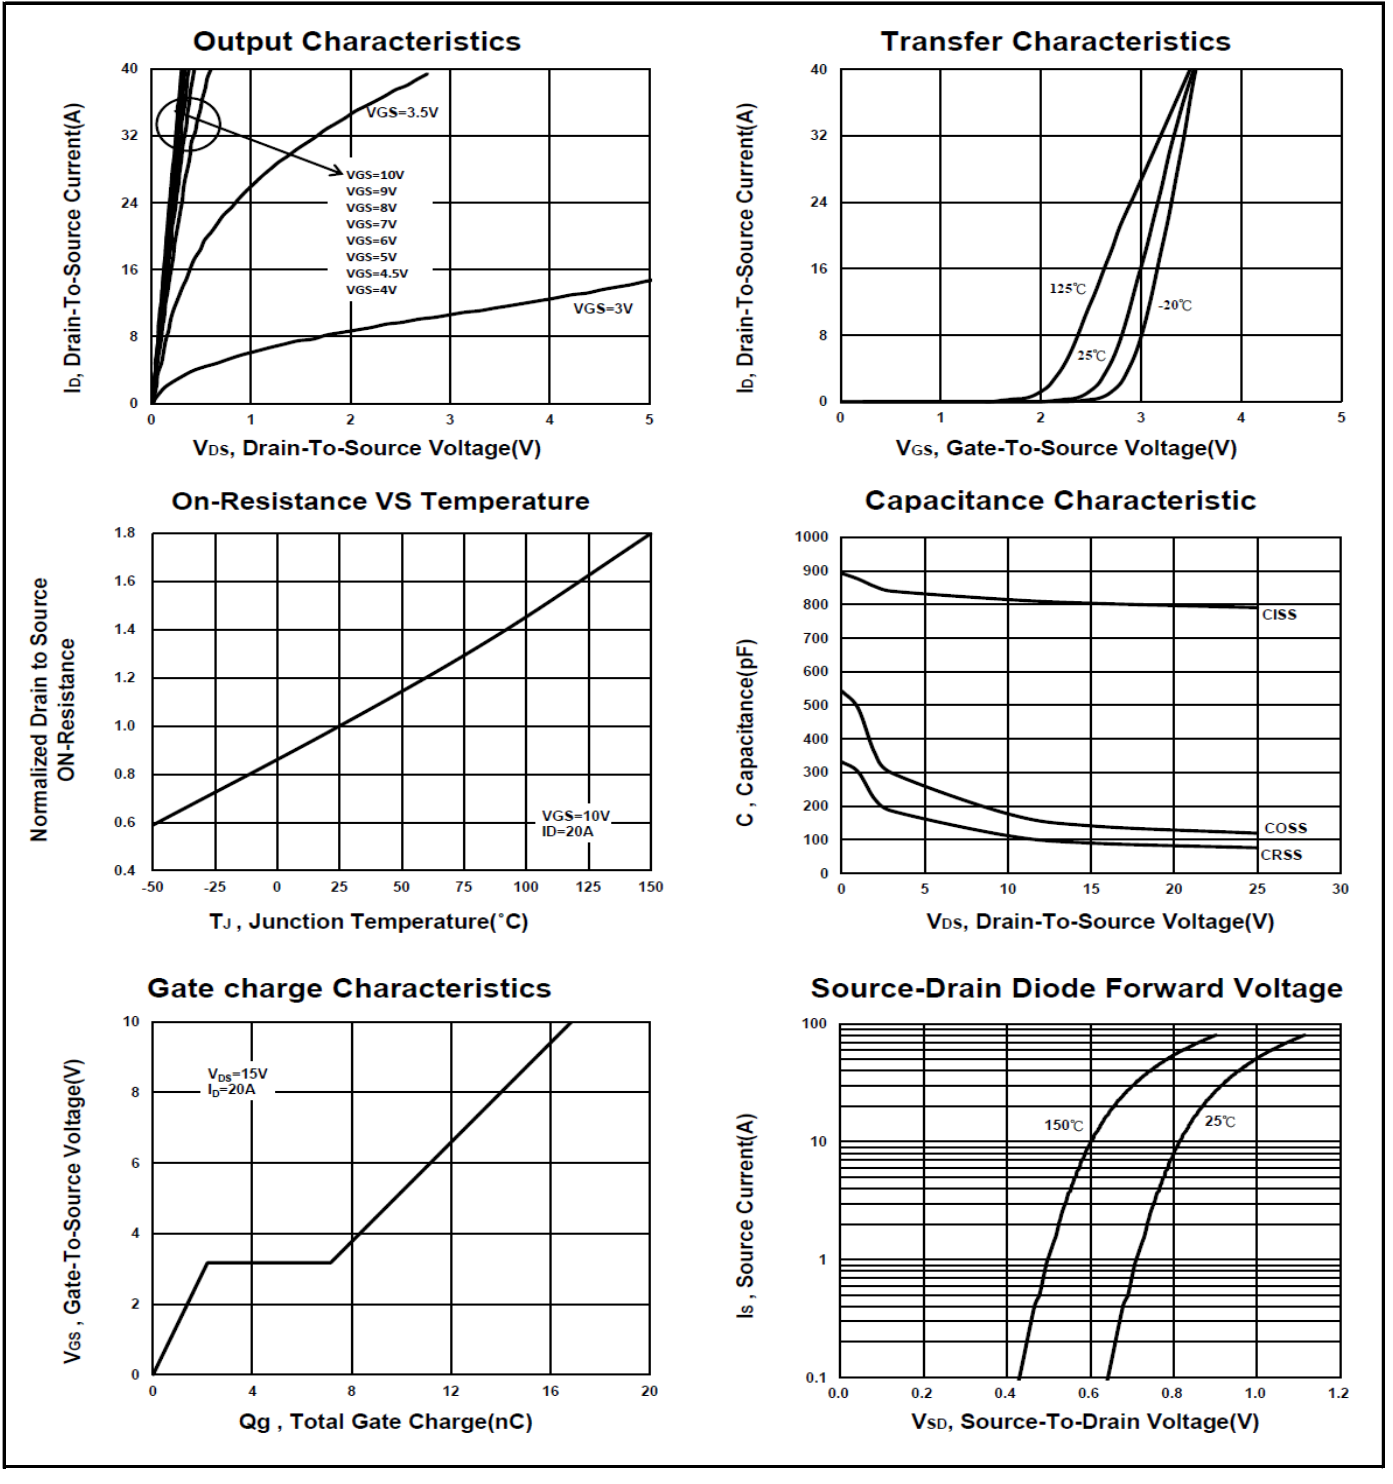 Output Characteristics
ID, Drain-To-Source Current(A)
40
32
24
16
8
0
VGS=3.5V
VGS=10V
VGS=9V
VGS=8V
VGS=7V
VGS=6V
VGS=5V
VGS=4.5V
VGS=4V
VGS=3V
0 1 2 3 4 5
VDS, Drain-To-Source Voltage(V)
Transfer Characteristics
ID, Drain-To-Source Current(A)
40
32
24
16
8
0
125℃
-20℃
25℃
0 1 2 3 4 5
VGS, Gate-To-Source Voltage(V)
On-Resistance VS Temperature
Normalized Drain to Source
ON-Resistance
1.8
1.6
1.4
1.2
1.0
0.8
0.6
0.4
VGS=10V
ID=20A
-50 -25 0 25 50 75 100 125 150
TJ , Junction Temperature(°C)
Capacitance Characteristic
C , Capacitance(pF)
1000
900
800
700
600
500
400
300
200
100
0
CISS
COSS
CRSS
0 5 10 15 20 25 30
VDS, Drain-To-Source Voltage(V)
Gate charge Characteristics
VGS , Gate-To-Source Voltage(V)
10
8
6
4
2
0
VDS=15V
ID=20A
0 4 8 12 16 20
Qg , Total Gate Charge(nC)
Source-Drain Diode Forward Voltage
IS , Source Current(A)
100
10
1
0.1
150℃
25℃
0.0 0.2 0.4 0.6 0.8 1.0 1.2
VSD, Source-To-Drain Voltage(V)